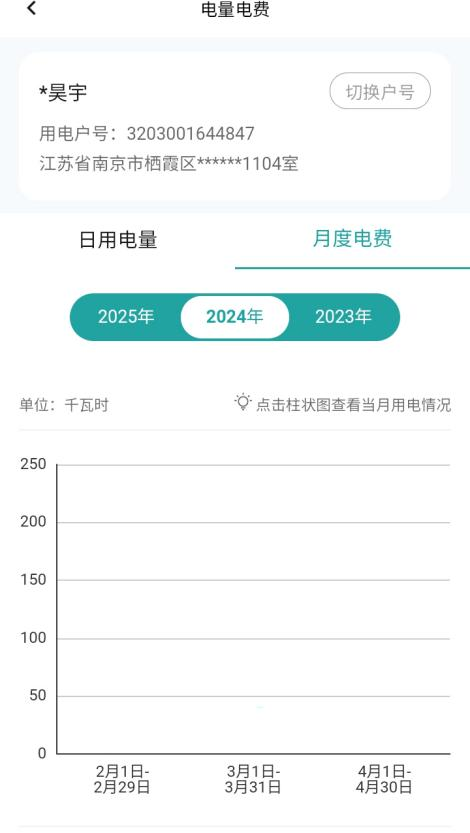 电量电费
*昊宇
切换户号
用电户号：3203001644847
江苏省南京市栖霞区******1104室
日用电量
月度电费
2025年
2024年
2023年
单位：千瓦时
点击柱状图查看当月用电情况
250
200
150
100
50
0
2月1日-
2月29日
3月1日-
3月31日
4月1日-
4月30日